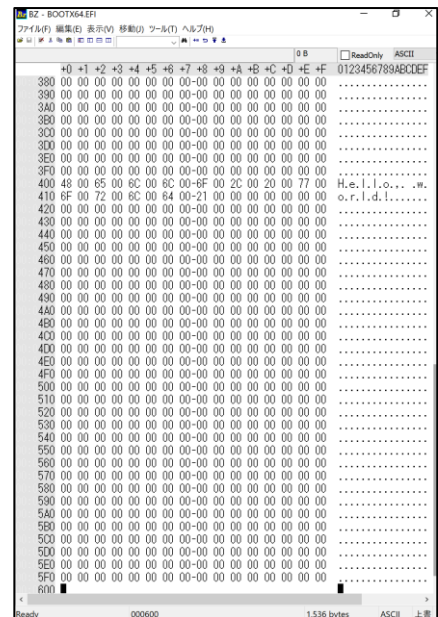 BZ - BOOTX64.EFI
ファイル(F) 編集(E) 表示(V) 移動(J) ツール(T) ヘルプ(H)
0 B ReadOnly ASCII
+0 +1 +2 +3 +4 +5 +6 +7 +8 +9 +A +B +C +D +E +F 0123456789ABCDEF
380 00 00 00 00 00 00 00 00-00 00 00 00 00 00 00 00 ................
390 00 00 00 00 00 00 00 00-00 00 00 00 00 00 00 00 ................
3A0 00 00 00 00 00 00 00 00-00 00 00 00 00 00 00 00 ................
3B0 00 00 00 00 00 00 00 00-00 00 00 00 00 00 00 00 ................
3C0 00 00 00 00 00 00 00 00-00 00 00 00 00 00 00 00 ................
3D0 00 00 00 00 00 00 00 00-00 00 00 00 00 00 00 00 ................
3E0 00 00 00 00 00 00 00 00-00 00 00 00 00 00 00 00 ................
3F0 00 00 00 00 00 00 00 00-00 00 00 00 00 00 00 00 ................
400 48 00 65 00 6C 00 6C 00-6F 00 2C 00 20 00 77 00 H.e.l.l.o.,. .w.
410 6F 00 72 00 6C 00 64 00-21 00 00 00 00 00 00 00 o.r.l.d.!.......
420 00 00 00 00 00 00 00 00-00 00 00 00 00 00 00 00 ................
430 00 00 00 00 00 00 00 00-00 00 00 00 00 00 00 00 ................
440 00 00 00 00 00 00 00 00-00 00 00 00 00 00 00 00 ................
450 00 00 00 00 00 00 00 00-00 00 00 00 00 00 00 00 ................
460 00 00 00 00 00 00 00 00-00 00 00 00 00 00 00 00 ................
470 00 00 00 00 00 00 00 00-00 00 00 00 00 00 00 00 ................
480 00 00 00 00 00 00 00 00-00 00 00 00 00 00 00 00 ................
490 00 00 00 00 00 00 00 00-00 00 00 00 00 00 00 00 ................
4A0 00 00 00 00 00 00 00 00-00 00 00 00 00 00 00 00 ................
4B0 00 00 00 00 00 00 00 00-00 00 00 00 00 00 00 00 ................
4C0 00 00 00 00 00 00 00 00-00 00 00 00 00 00 00 00 ................
4D0 00 00 00 00 00 00 00 00-00 00 00 00 00 00 00 00 ................
4E0 00 00 00 00 00 00 00 00-00 00 00 00 00 00 00 00 ................
4F0 00 00 00 00 00 00 00 00-00 00 00 00 00 00 00 00 ................
500 00 00 00 00 00 00 00 00-00 00 00 00 00 00 00 00 ................
510 00 00 00 00 00 00 00 00-00 00 00 00 00 00 00 00 ................
520 00 00 00 00 00 00 00 00-00 00 00 00 00 00 00 00 ................
530 00 00 00 00 00 00 00 00-00 00 00 00 00 00 00 00 ................
540 00 00 00 00 00 00 00 00-00 00 00 00 00 00 00 00 ................
550 00 00 00 00 00 00 00 00-00 00 00 00 00 00 00 00 ................
560 00 00 00 00 00 00 00 00-00 00 00 00 00 00 00 00 ................
570 00 00 00 00 00 00 00 00-00 00 00 00 00 00 00 00 ................
580 00 00 00 00 00 00 00 00-00 00 00 00 00 00 00 00 ................
590 00 00 00 00 00 00 00 00-00 00 00 00 00 00 00 00 ................
5A0 00 00 00 00 00 00 00 00-00 00 00 00 00 00 00 00 ................
5B0 00 00 00 00 00 00 00 00-00 00 00 00 00 00 00 00 ................
5C0 00 00 00 00 00 00 00 00-00 00 00 00 00 00 00 00 ................
5D0 00 00 00 00 00 00 00 00-00 00 00 00 00 00 00 00 ................
5E0 00 00 00 00 00 00 00 00-00 00 00 00 00 00 00 00 ................
5F0 00 00 00 00 00 00 00 00-00 00 00 00 00 00 00 00 ................
600
Ready 000600 1,536 bytes ASCII 上書